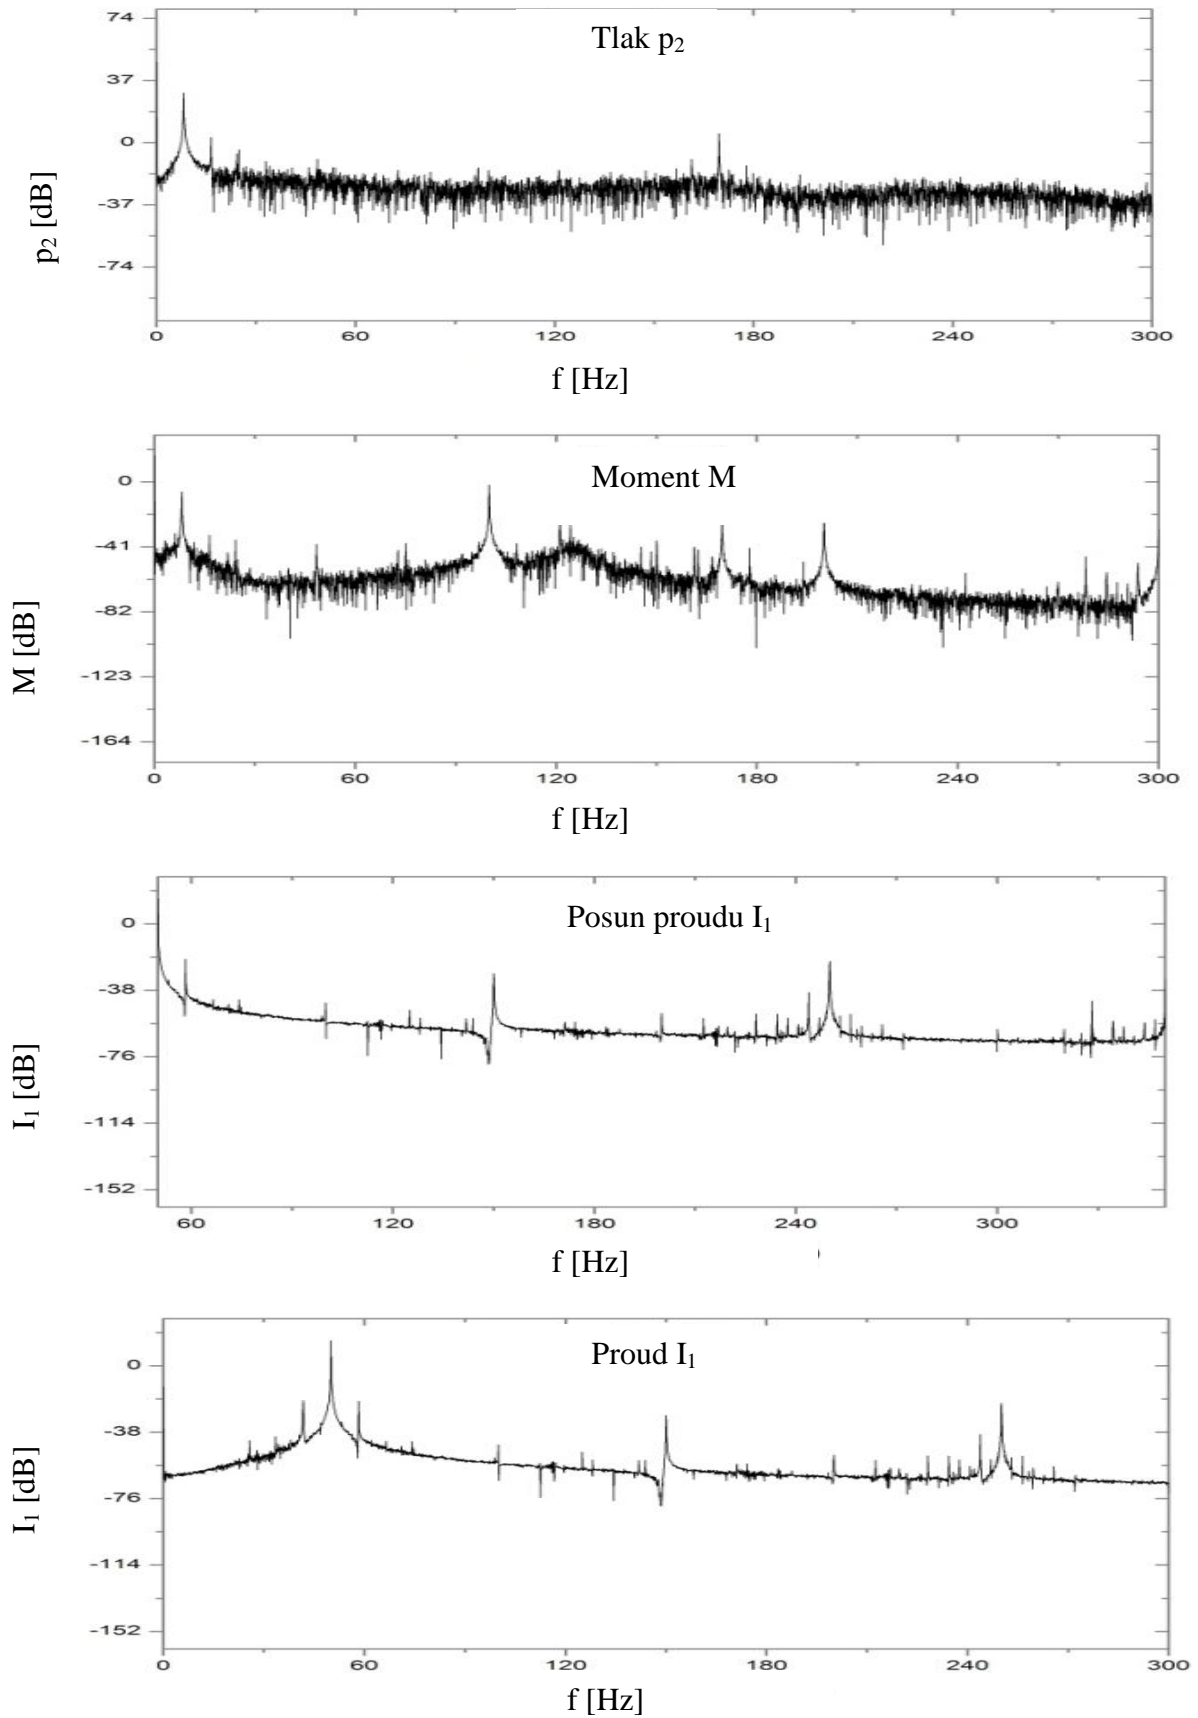 Tlak p₂
74
37
0
-37
-74
p₂ [dB]
0 60 120 180 240 300
f [Hz]
Moment M
0
-41
-82
-123
-164
M [dB]
0 60 120 180 240 300
f [Hz]
Posun proudu I₁
0
-38
-76
-114
-152
I₁ [dB]
60 120 180 240 300
f [Hz]
Proud I₁
0
-38
-76
-114
-152
I₁ [dB]
0 60 120 180 240 300
f [Hz]